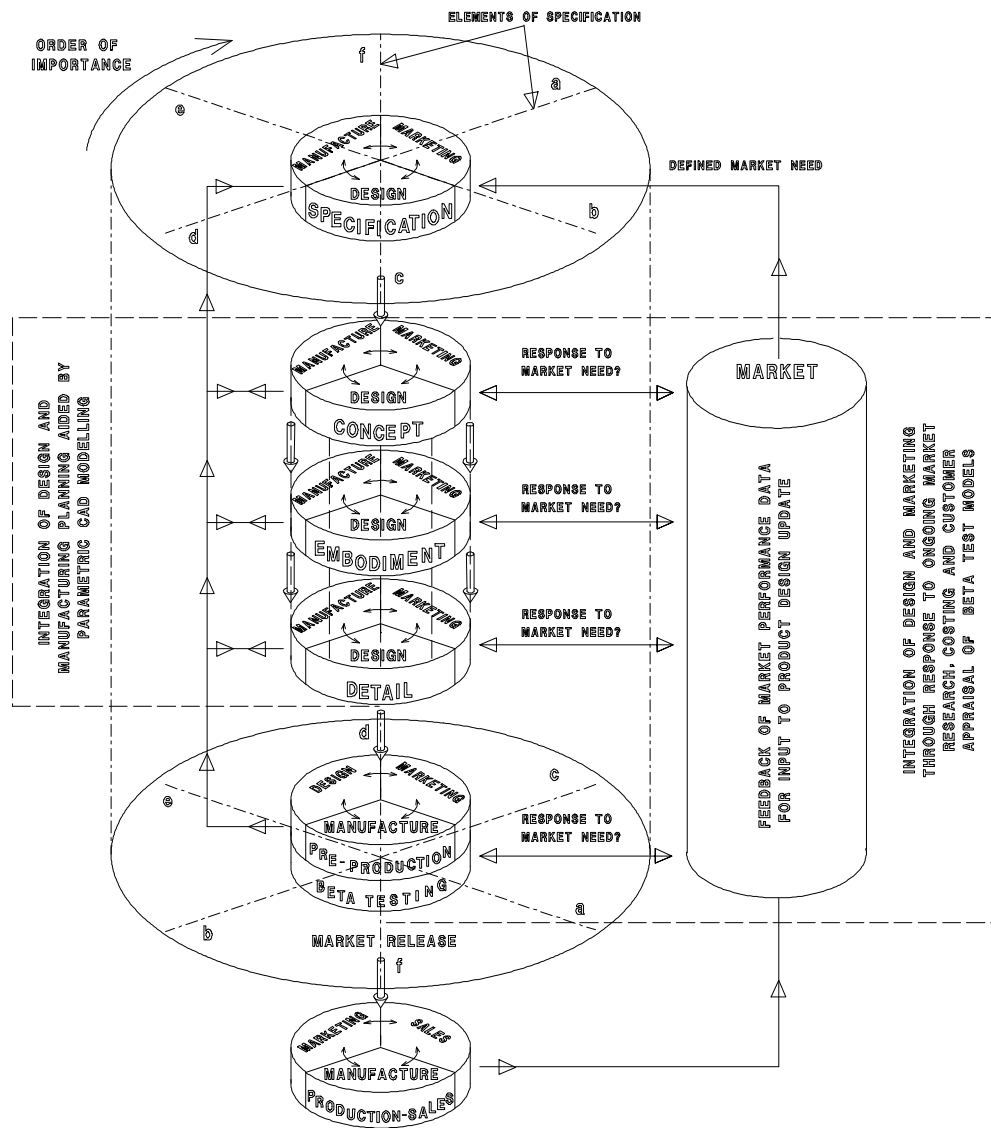 ELEMENTS OF SPECIFICATION
ORDER OF
IMPORTANCE
f
a
e
MANUFACTURE
MARKETING
DESIGN
SPECIFICATION
DEFINED MARKET NEED
b
d
c
MANUFACTURE
MARKETING
DESIGN
CONCEPT
RESPONSE TO
MARKET NEED?
MARKET
MANUFACTURE
MARKETING
DESIGN
EMBODIMENT
RESPONSE TO
MARKET NEED?
MANUFACTURE
MARKETING
DESIGN
DETAIL
RESPONSE TO
MARKET NEED?
INTEGRATION OF DESIGN AND
MANUFACTURING PLANNING AIDED BY
PARAMETRIC CAD MODELLING
FEEDBACK OF MARKET PERFORMANCE DATA
FOR INPUT TO PRODUCT DESIGN UPDATE
INTEGRATION OF DESIGN AND MARKETING
THROUGH RESPONSE TO ONGOING MARKET
RESEARCH, COSTING AND CUSTOMER
APPRAISAL OF BETA TEST MODELS
d
e
c
DESIGN
MARKETING
MANUFACTURE
PRE-PRODUCTION
BETA TESTING
RESPONSE TO
MARKET NEED?
b
a
MARKET RELEASE
f
MARKETING
SALES
MANUFACTURE
PRODUCTION-SALES